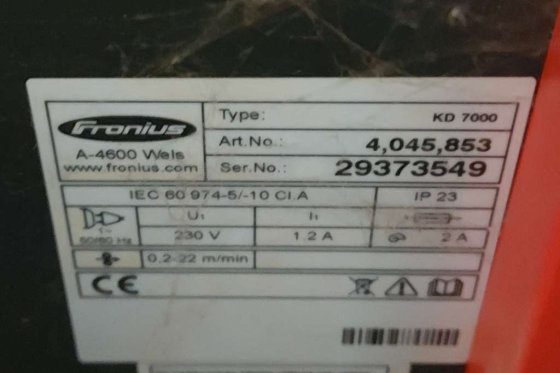 Fronius
A-4600 Wels
www.fronius.com
Type: KD 7000
Art.No.: 4,045,853
Ser.No.: 29373549
IEC 60 974-5/-10 Cl.A IP 23
U₁ I₁
1~
50/60 Hz 230 V 1.2 A 2 A
0,2-22 m/min
CE